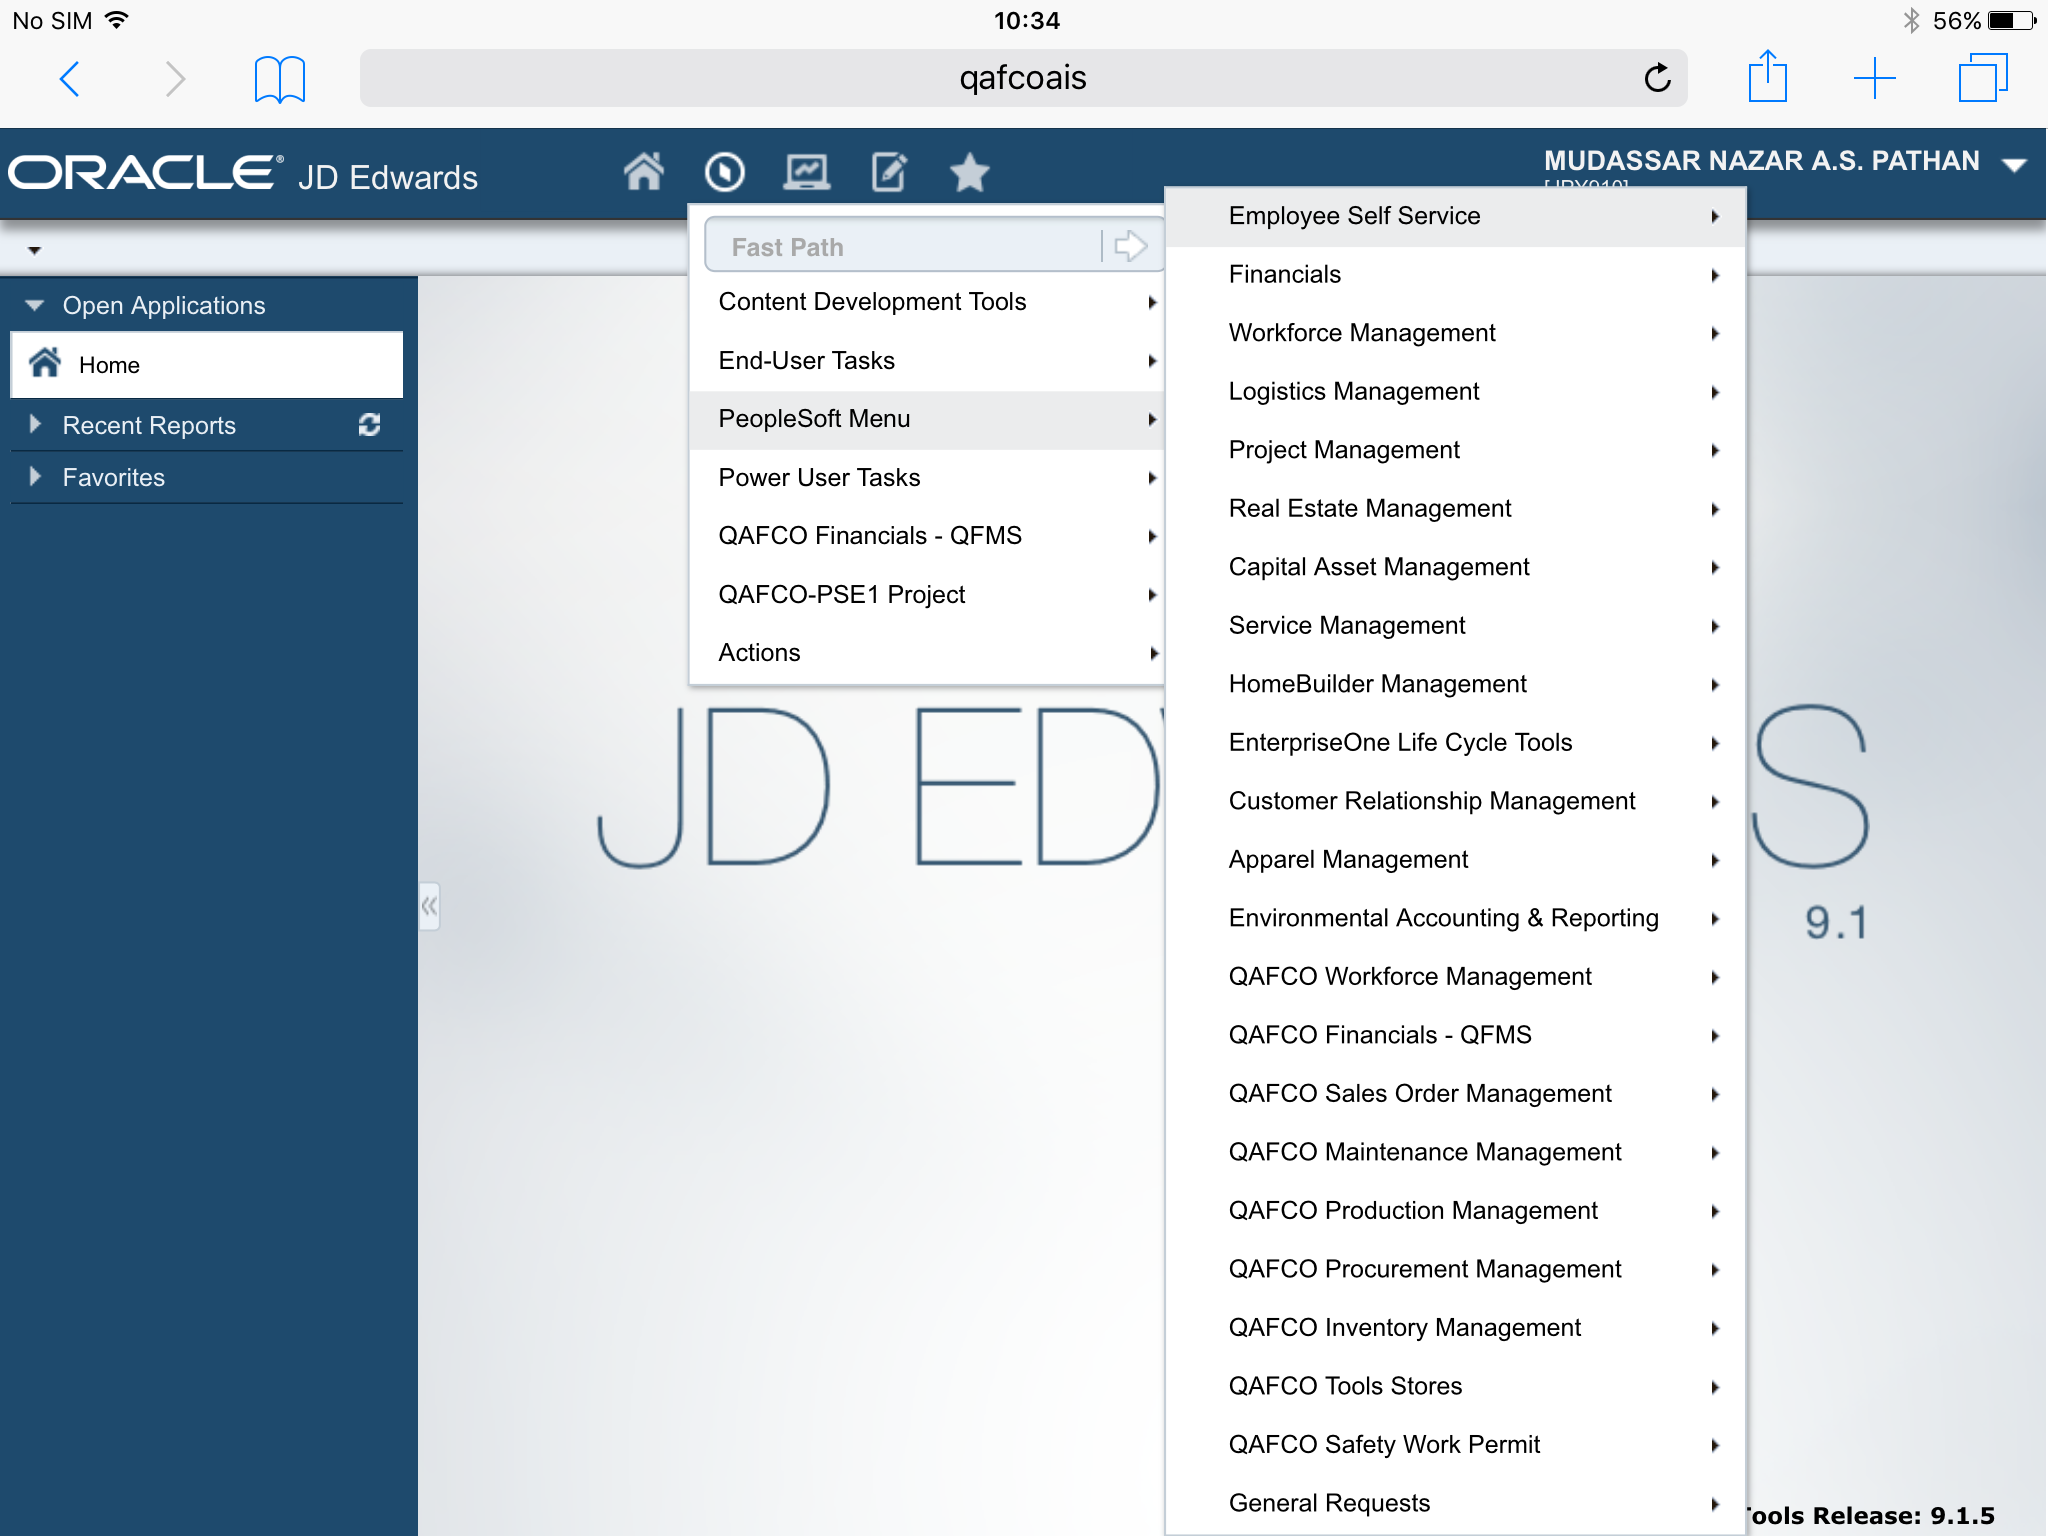 No SIM 10:34 56%
qafcoais
ORACLE® JD Edwards
MUDASSAR NAZAR A.S. PATHAN
Fast Path
Content Development Tools
End-User Tasks
PeopleSoft Menu
Power User Tasks
QAFCO Financials - QFMS
QAFCO-PSE1 Project
Actions
Employee Self Service
Financials
Workforce Management
Logistics Management
Project Management
Real Estate Management
Capital Asset Management
Service Management
HomeBuilder Management
EnterpriseOne Life Cycle Tools
Customer Relationship Management
Apparel Management
Environmental Accounting & Reporting
QAFCO Workforce Management
QAFCO Financials - QFMS
QAFCO Sales Order Management
QAFCO Maintenance Management
QAFCO Production Management
QAFCO Procurement Management
QAFCO Inventory Management
QAFCO Tools Stores
QAFCO Safety Work Permit
General Requests
Open Applications
Home
Recent Reports
Favorites
JD ED S
9.1
ools Release: 9.1.5